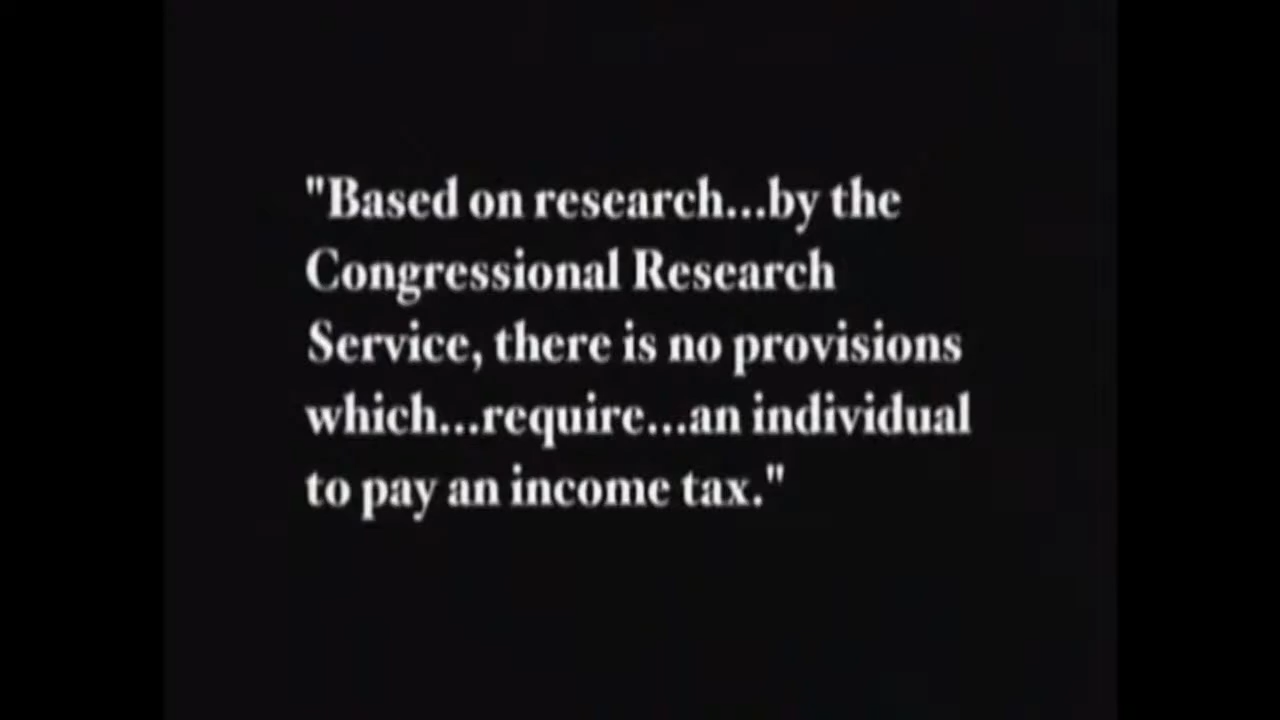 "Based on research...by the
Congressional Research
Service, there is no provisions
which...require...an individual
to pay an income tax."